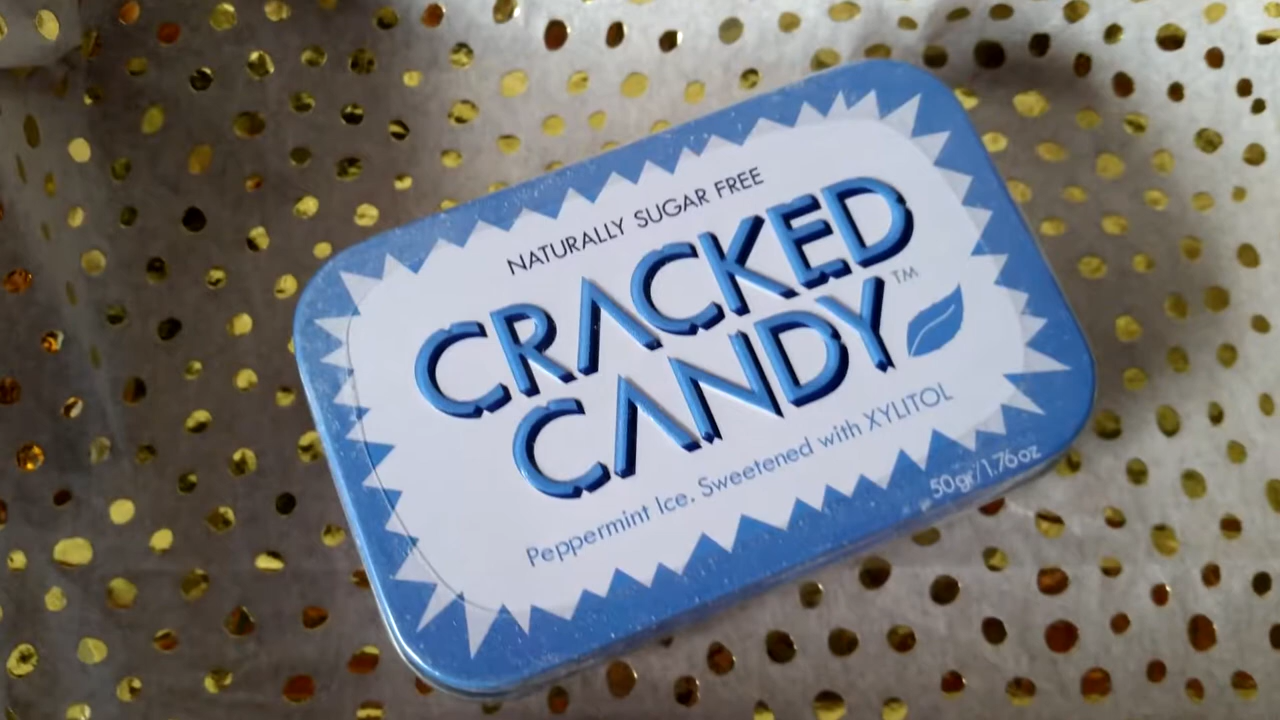 NATURALLY SUGAR FREE
CRACKED
CANDY™
Peppermint Ice. Sweetened with XYLITOL
50gr/1.76oz